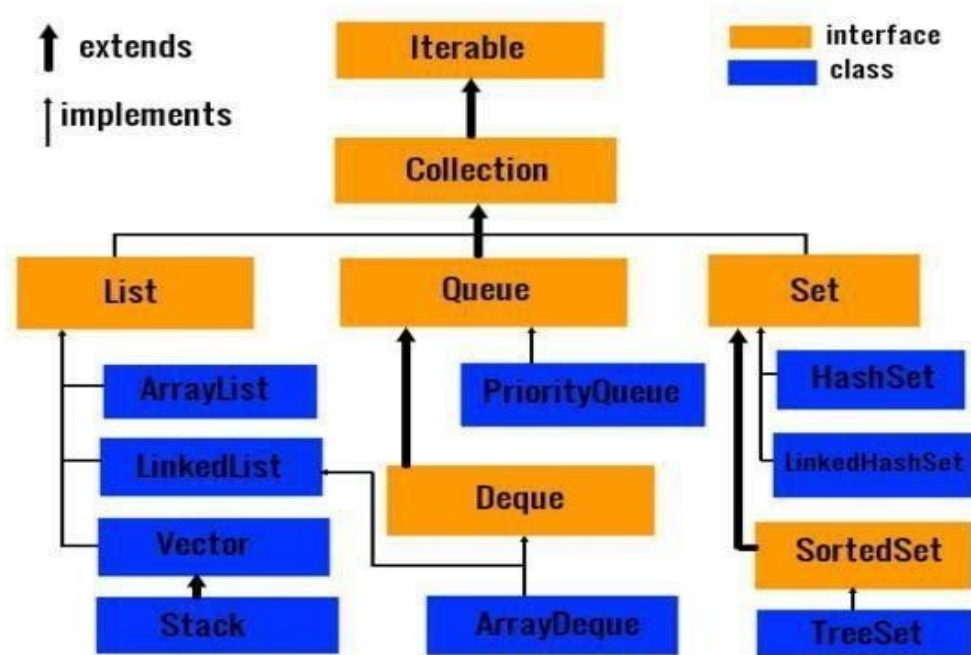 extends
implements
Iterable
interface
class
Collection
List
Queue
Set
ArrayList
PriorityQueue
HashSet
LinkedList
Deque
LinkedHashSet
Vector
SortedSet
Stack
ArrayDeque
TreeSet